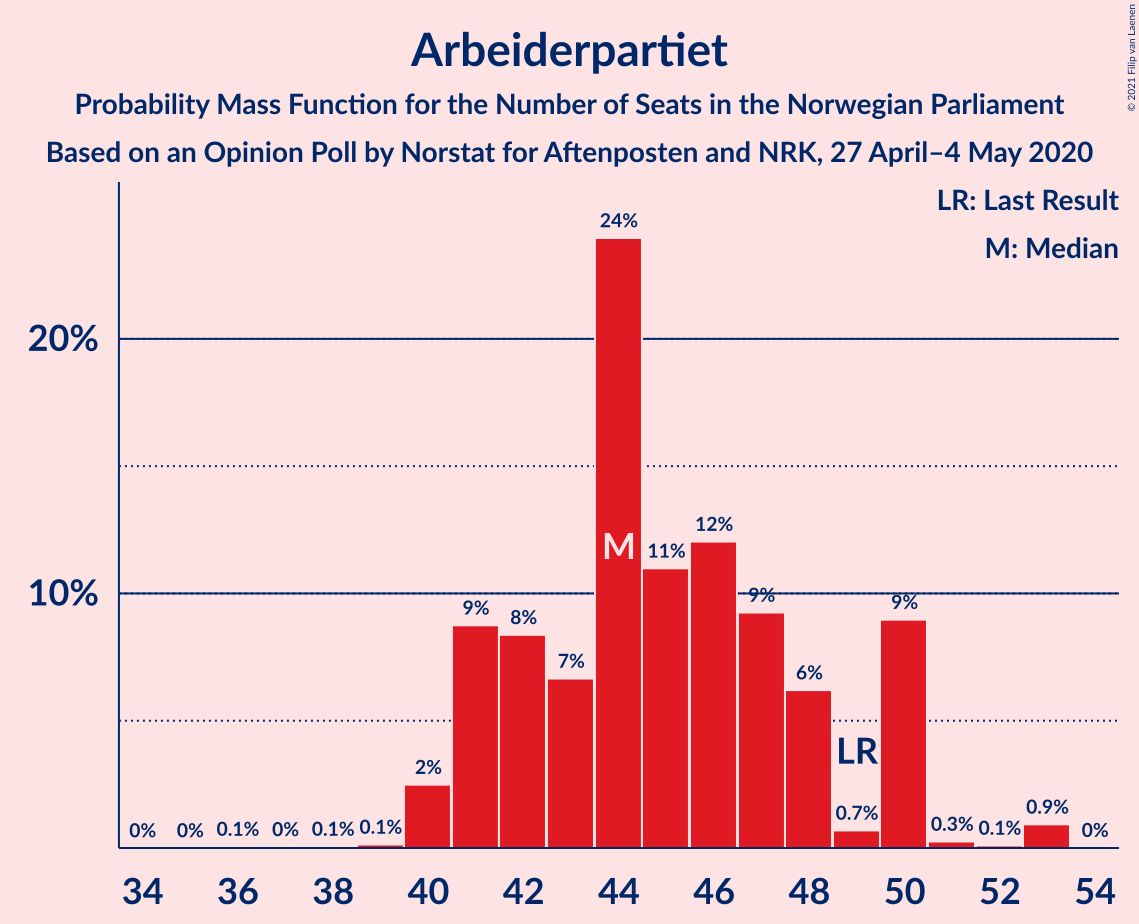 Arbeiderpartiet
Probability Mass Function for the Number of Seats in the Norwegian Parliament
Based on an Opinion Poll by Norstat for Aftenposten and NRK, 27 April–4 May 2020
© 2021 Filip van Laenen
LR: Last Result
M: Median
20%
10%
0%
0%
0.1%
0%
0.1%
0.1%
2%
9%
8%
7%
24%
M
11%
12%
9%
6%
LR
0.7%
9%
0.3%
0.1%
0.9%
0%
34 36 38 40 42 44 46 48 50 52 54